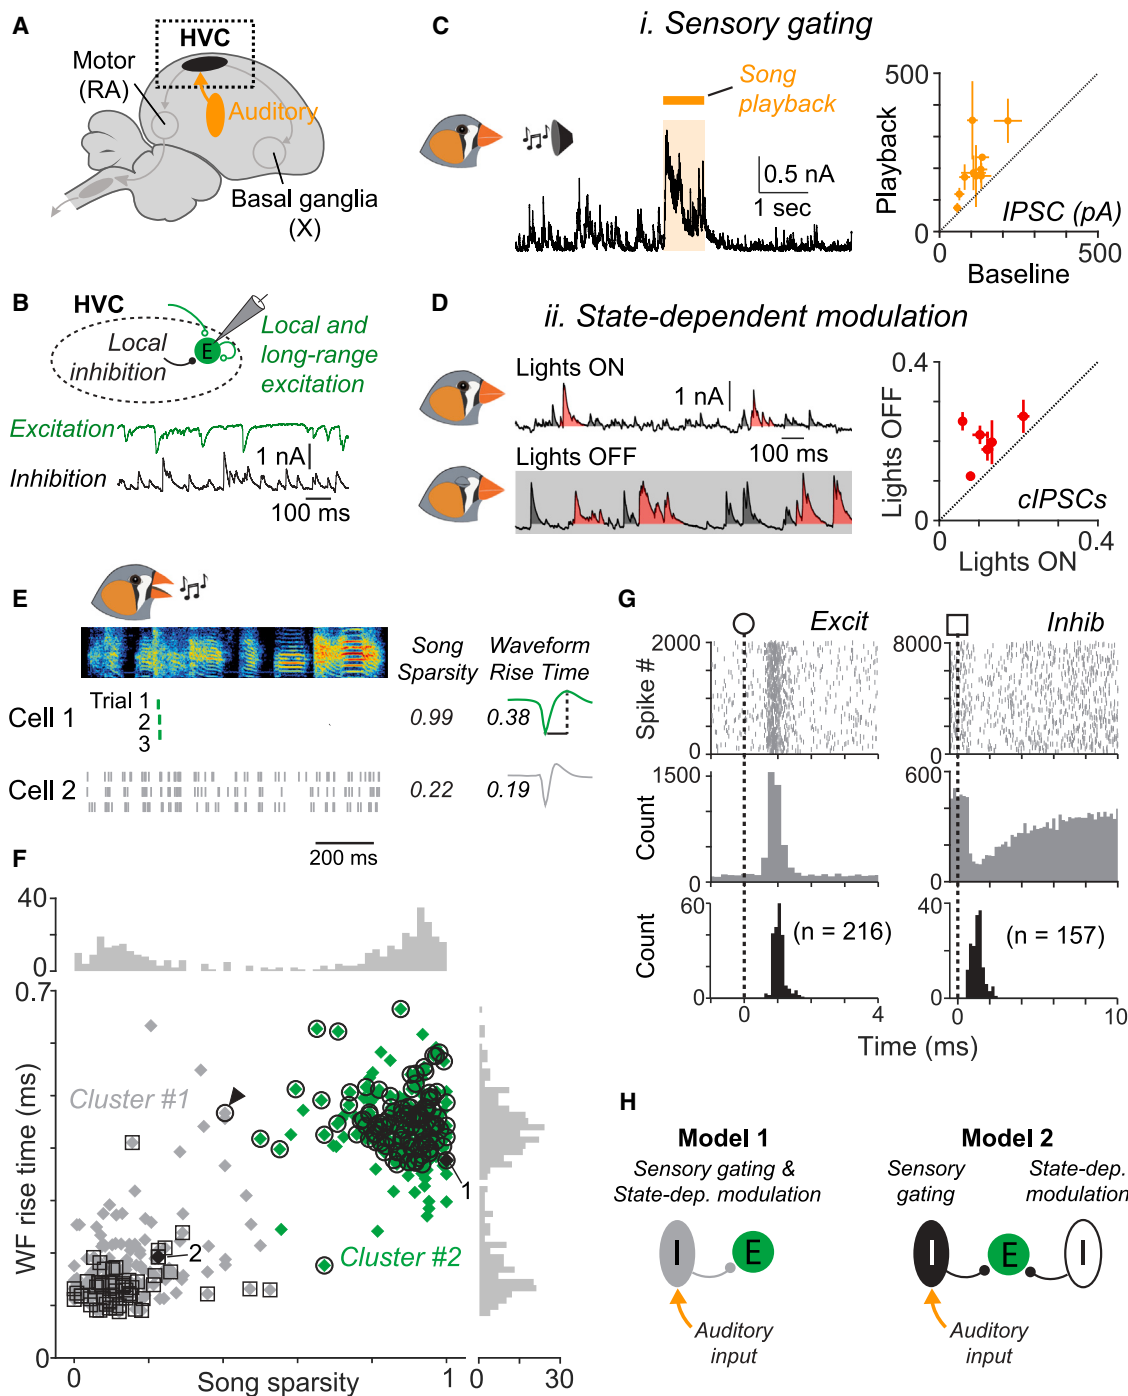 A
HVC
Motor
(RA)
Auditory
Basal ganglia
(X)
B
HVC
E
Local
inhibition
Local and
long-range
excitation
Excitation
Inhibition
1 nA
100 ms
C
i. Sensory gating
Song
playback
0.5 nA
1 sec
500
Playback
IPSC (pA)
0
0
500
Baseline
D
ii. State-dependent modulation
Lights ON
1 nA
100 ms
Lights OFF
0.4
Lights OFF
cIPSCs
0
0
0.4
Lights ON
E
Song
Sparsity
Waveform
Rise Time
Trial 1
Cell 1
2
3
0.99
0.38
Cell 2
0.22
0.19
200 ms
F
40
0
0.7
WF rise time (ms)
Cluster #1
1
2
Cluster #2
0
0
Song sparsity
1
0
30
G
Excit
Inhib
2000
Spike #
0
8000
0
1500
Count
0
600
0
60
Count
0
(n = 216)
40
0
(n = 157)
0
4
0
10
Time (ms)
H
Model 1
Sensory gating &
State-dep. modulation
I
E
Auditory
input
Model 2
Sensory
gating
State-dep.
modulation
I
E
I
Auditory
input